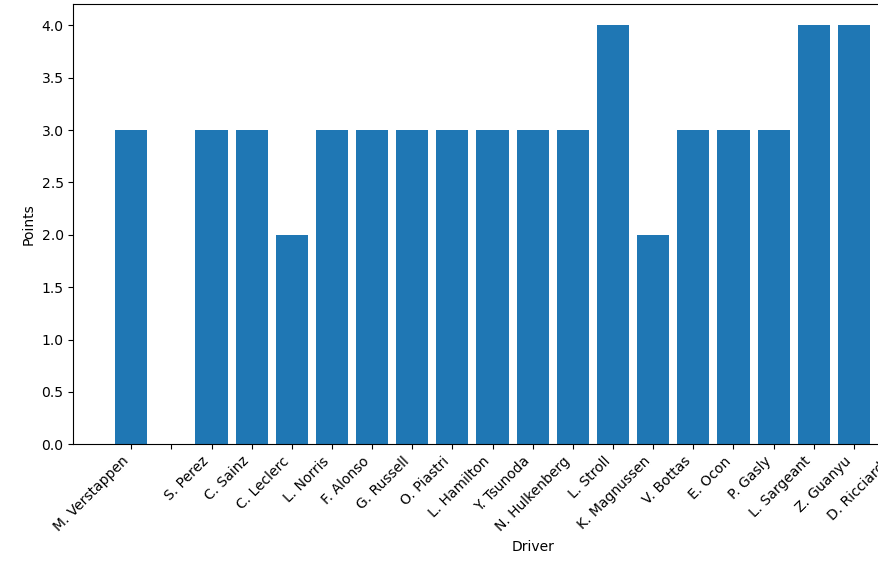 4.0
3.5
3.0
2.5
2.0
1.5
1.0
0.5
0.0
Points
M. Verstappen
S. Perez
C. Sainz
C. Leclerc
L. Norris
F. Alonso
G. Russell
O. Piastri
L. Hamilton
Y. Tsunoda
N. Hulkenberg
L. Stroll
K. Magnussen
V. Bottas
E. Ocon
P. Gasly
L. Sargeant
Z. Guanyu
D. Ricciard
Driver